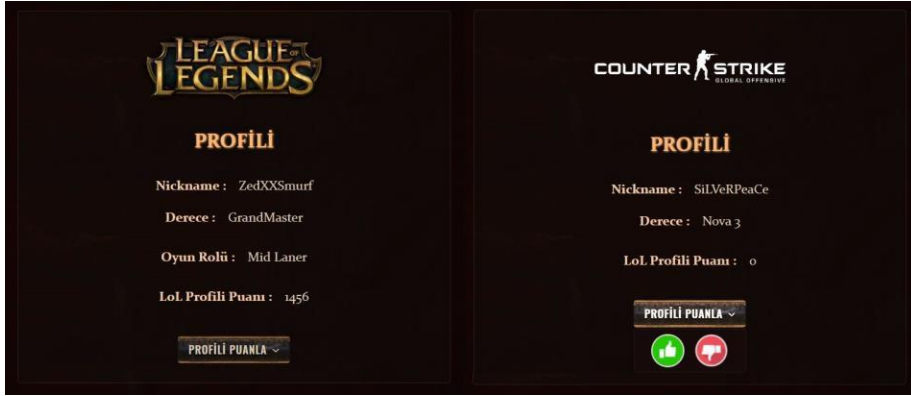 LEAGUE OF
LEGENDS
PROFİLİ
Nickname : ZedXXSmurf
Derece : GrandMaster
Oyun Rolü : Mid Laner
LoL Profili Puanı : 1456
PROFİLİ PUANLA
COUNTER STRIKE
GLOBAL OFFENSIVE
PROFİLİ
Nickname : SiLVeRPeaCe
Derece : Nova 3
LoL Profili Puanı : 0
PROFİLİ PUANLA